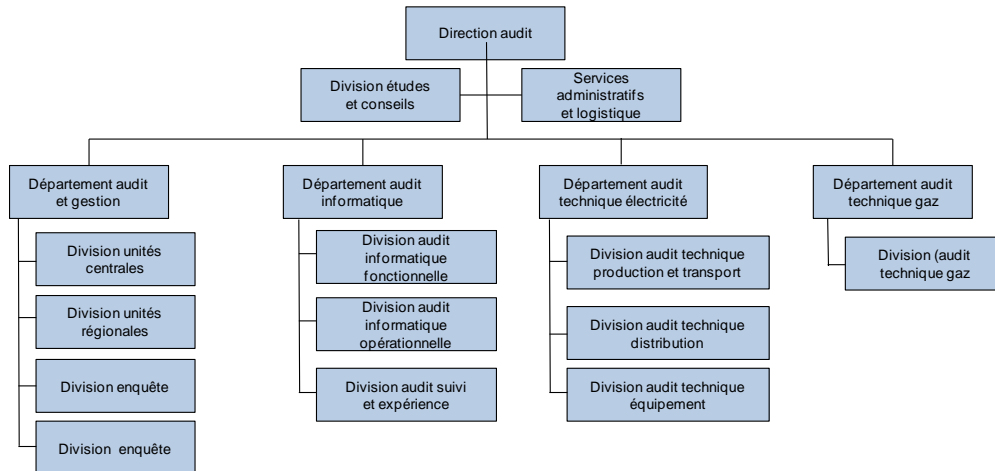 Direction audit
Division études
et conseils
Services
administratifs
et logistique
Département audit
et gestion
Département audit
informatique
Département audit
technique électricité
Département audit
technique gaz
Division unités
centrales
Division unités
régionales
Division enquête
Division enquête
Division audit
informatique
fonctionnelle
Division audit
informatique
opérationnelle
Division audit suivi
et expérience
Division audit technique
production et transport
Division audit technique
distribution
Division audit technique
équipement
Division (audit
technique gaz